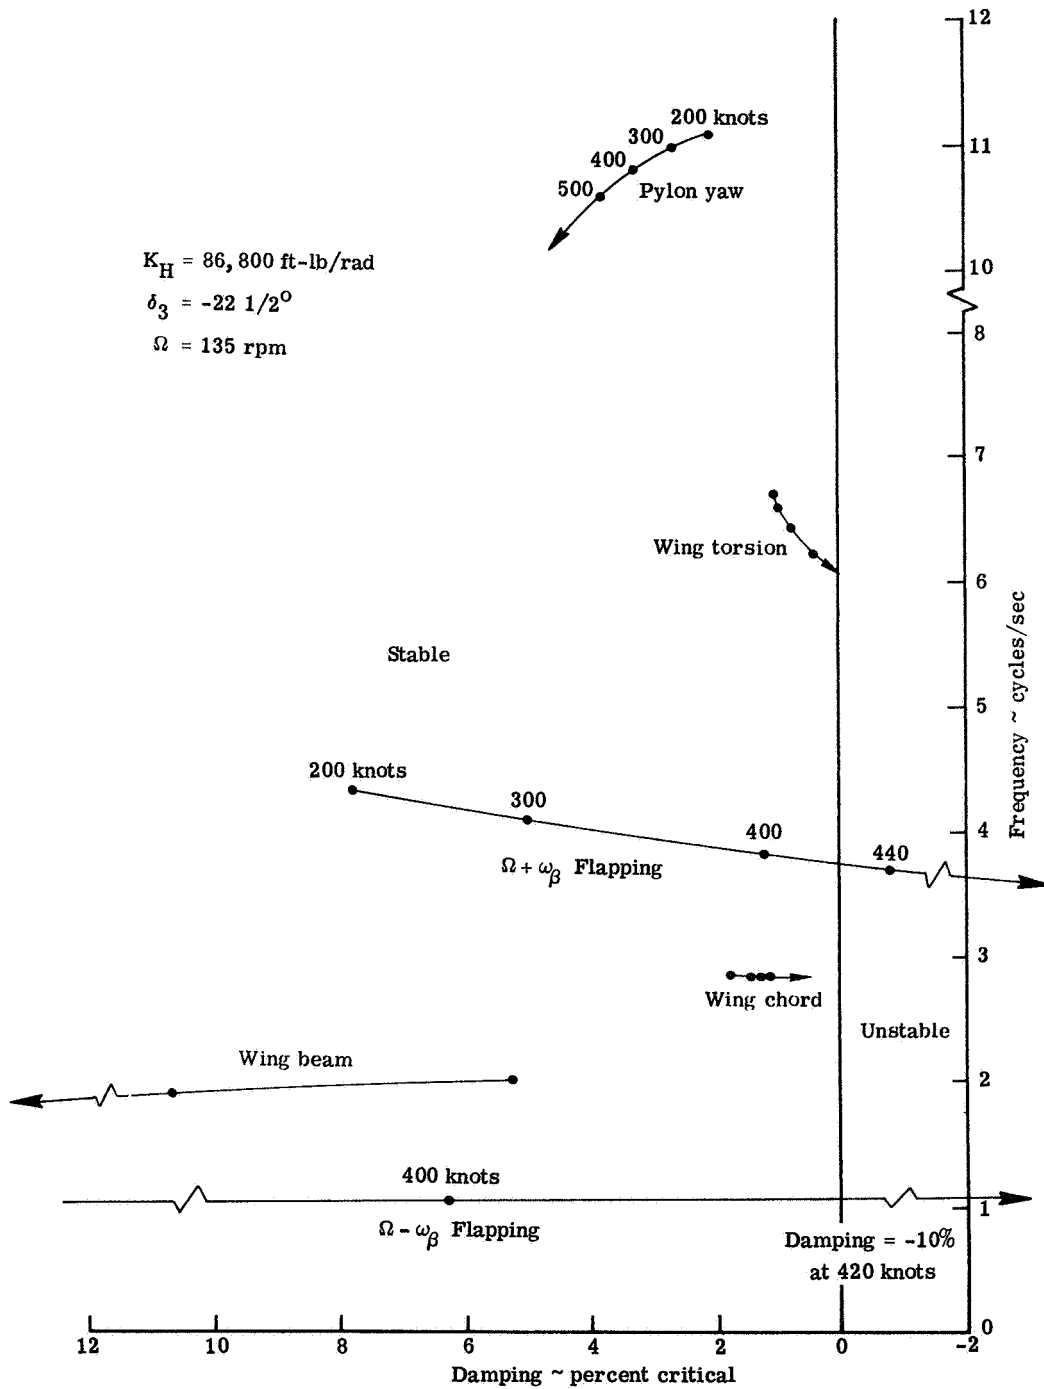 12
200 knots
300
400
500
Pylon yaw
11
10
K_H = 86,800 ft-lb/rad
δ_3 = -22 1/2°
Ω = 135 rpm
8
7
Wing torsion
6
Stable
5
Frequency ~ cycles/sec
200 knots
300
400
440
4
Ω + ω_β Flapping
3
Wing chord
Unstable
Wing beam
2
400 knots
1
Ω - ω_β Flapping
Damping = -10%
at 420 knots
0
12 10 8 6 4 2 0 -2
Damping ~ percent critical